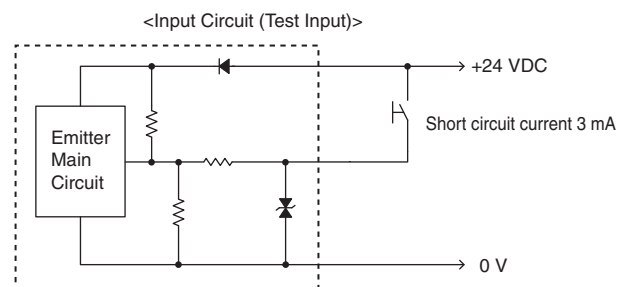 <Input Circuit (Test Input)>
+24 VDC
Short circuit current 3 mA
Emitter
Main
Circuit
0 V